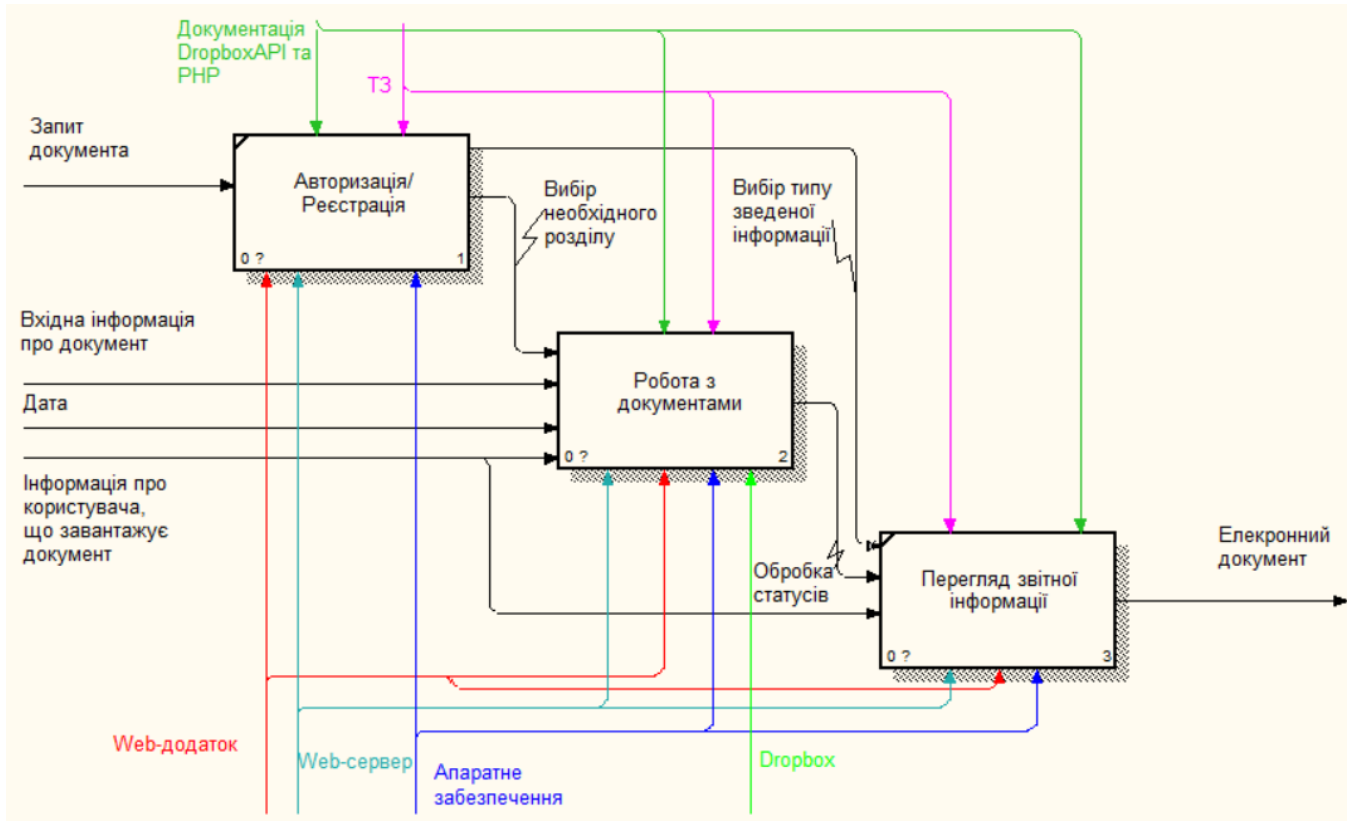 Документація
DropboxAPI та
PHP
ТЗ
Запит
документа
Авторизація/
Реєстрація
0 ?
1
Вибір
необхідного
розділу
Вибір типу
зведеної
інформації
Вхідна інформація
про документ
Дата
Інформація про
користувача,
що завантажує
документ
Робота з
документами
0 ?
2
Обробка
статусів
Перегляд звітної
інформації
0 ?
3
Елекронний
документ
Web-додаток
Web-сервер
Апаратне
забезпечення
Dropbox